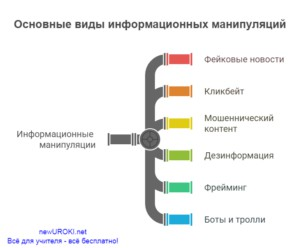 Основные виды информационных манипуляций
Фейковые новости
Кликбейт
Мошеннический
контент
Информационные
манипуляции
Дезинформация
Фрейминг
Боты и тролли
newUROKI.net
Всё для учителя - всё бесплатно!